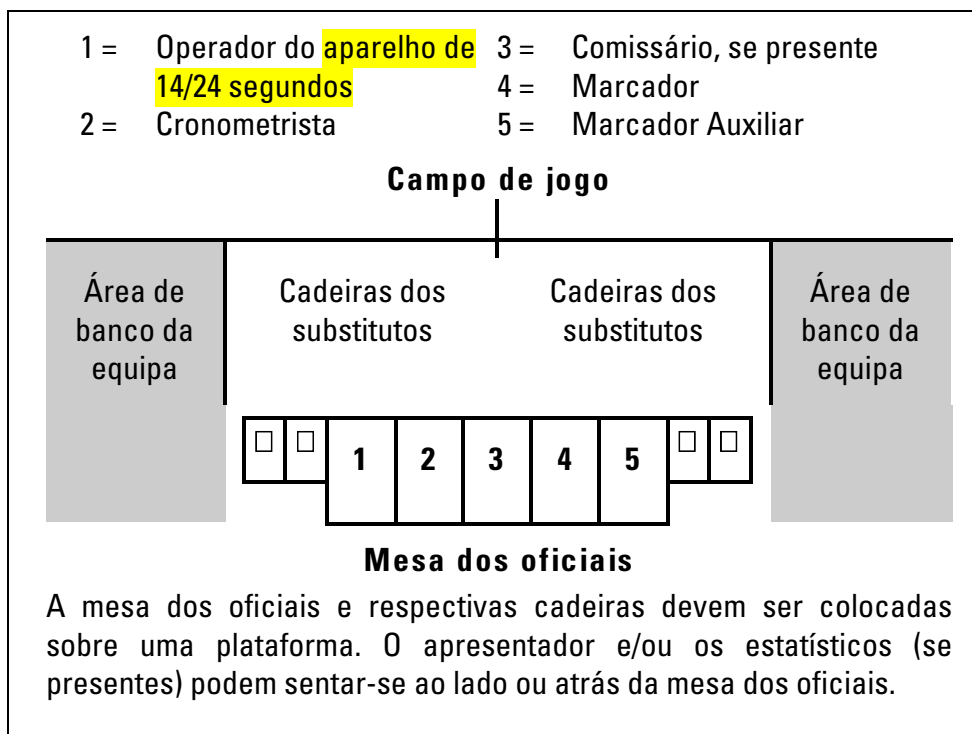 1 = Operador do aparelho de 14/24 segundos
2 = Cronometrista
3 = Comissário, se presente
4 = Marcador
5 = Marcador Auxiliar
Campo de jogo
Área de
banco da
equipa
Cadeiras dos
substitutos
Cadeiras dos
substitutos
Área de
banco da
equipa
1 2 3 4 5
Mesa dos oficiais
A mesa dos oficiais e respectivas cadeiras devem ser colocadas
sobre uma plataforma. O apresentador e/ou os estatísticos (se
presentes) podem sentar-se ao lado ou atrás da mesa dos oficiais.